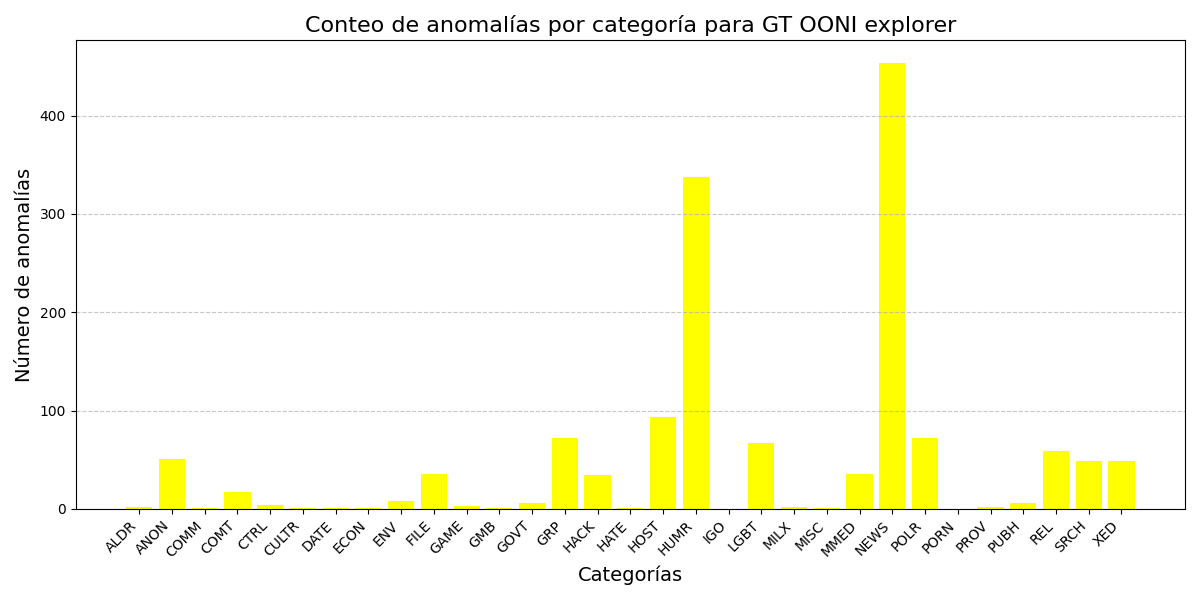 Conteo de anomalías por categoría para GT OONI explorer
Número de anomalías
400
300
200
100
0
ALDR
ANON
COMM
COMT
CTRL
CULTR
DATE
ECON
ENV
FILE
GAME
GMB
GOVT
GRP
HACK
HATE
HOST
HUMR
IGO
LGBT
MILX
MISC
MMED
NEWS
POLR
PORN
PROV
PUBH
REL
SRCH
XED
Categorías